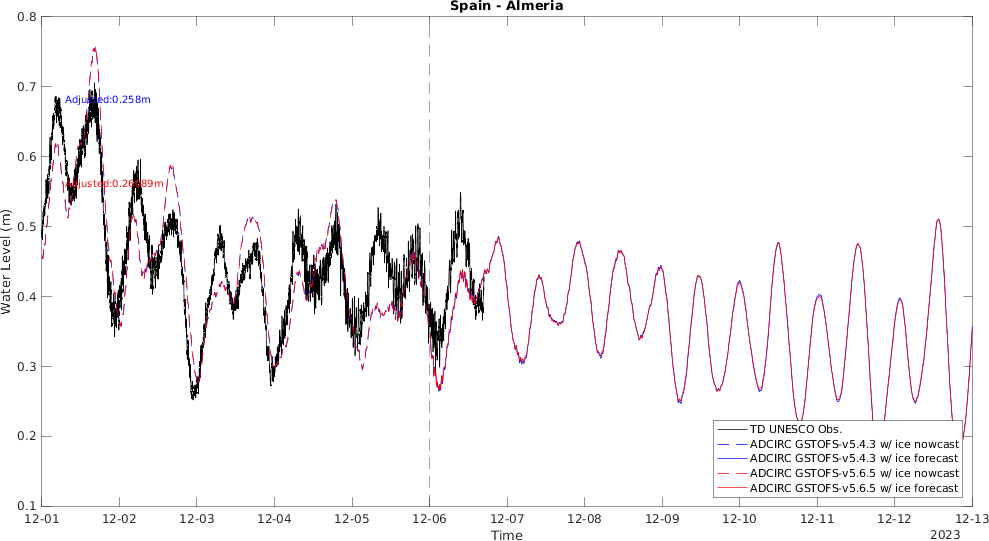 Spain - Almeria
0.8
0.7
0.6
0.5
0.4
0.3
0.2
0.1
Water Level (m)
Adjusted:0.258m
Adjusted:0.26889m
TD UNESCO Obs.
ADCIRC GSTOFS-v5.4.3 w/ ice nowcast
ADCIRC GSTOFS-v5.4.3 w/ ice forecast
ADCIRC GSTOFS-v5.6.5 w/ ice nowcast
ADCIRC GSTOFS-v5.6.5 w/ ice forecast
12-01 12-02 12-03 12-04 12-05 12-06 12-07 12-08 12-09 12-10 12-11 12-12 12-13
Time
2023